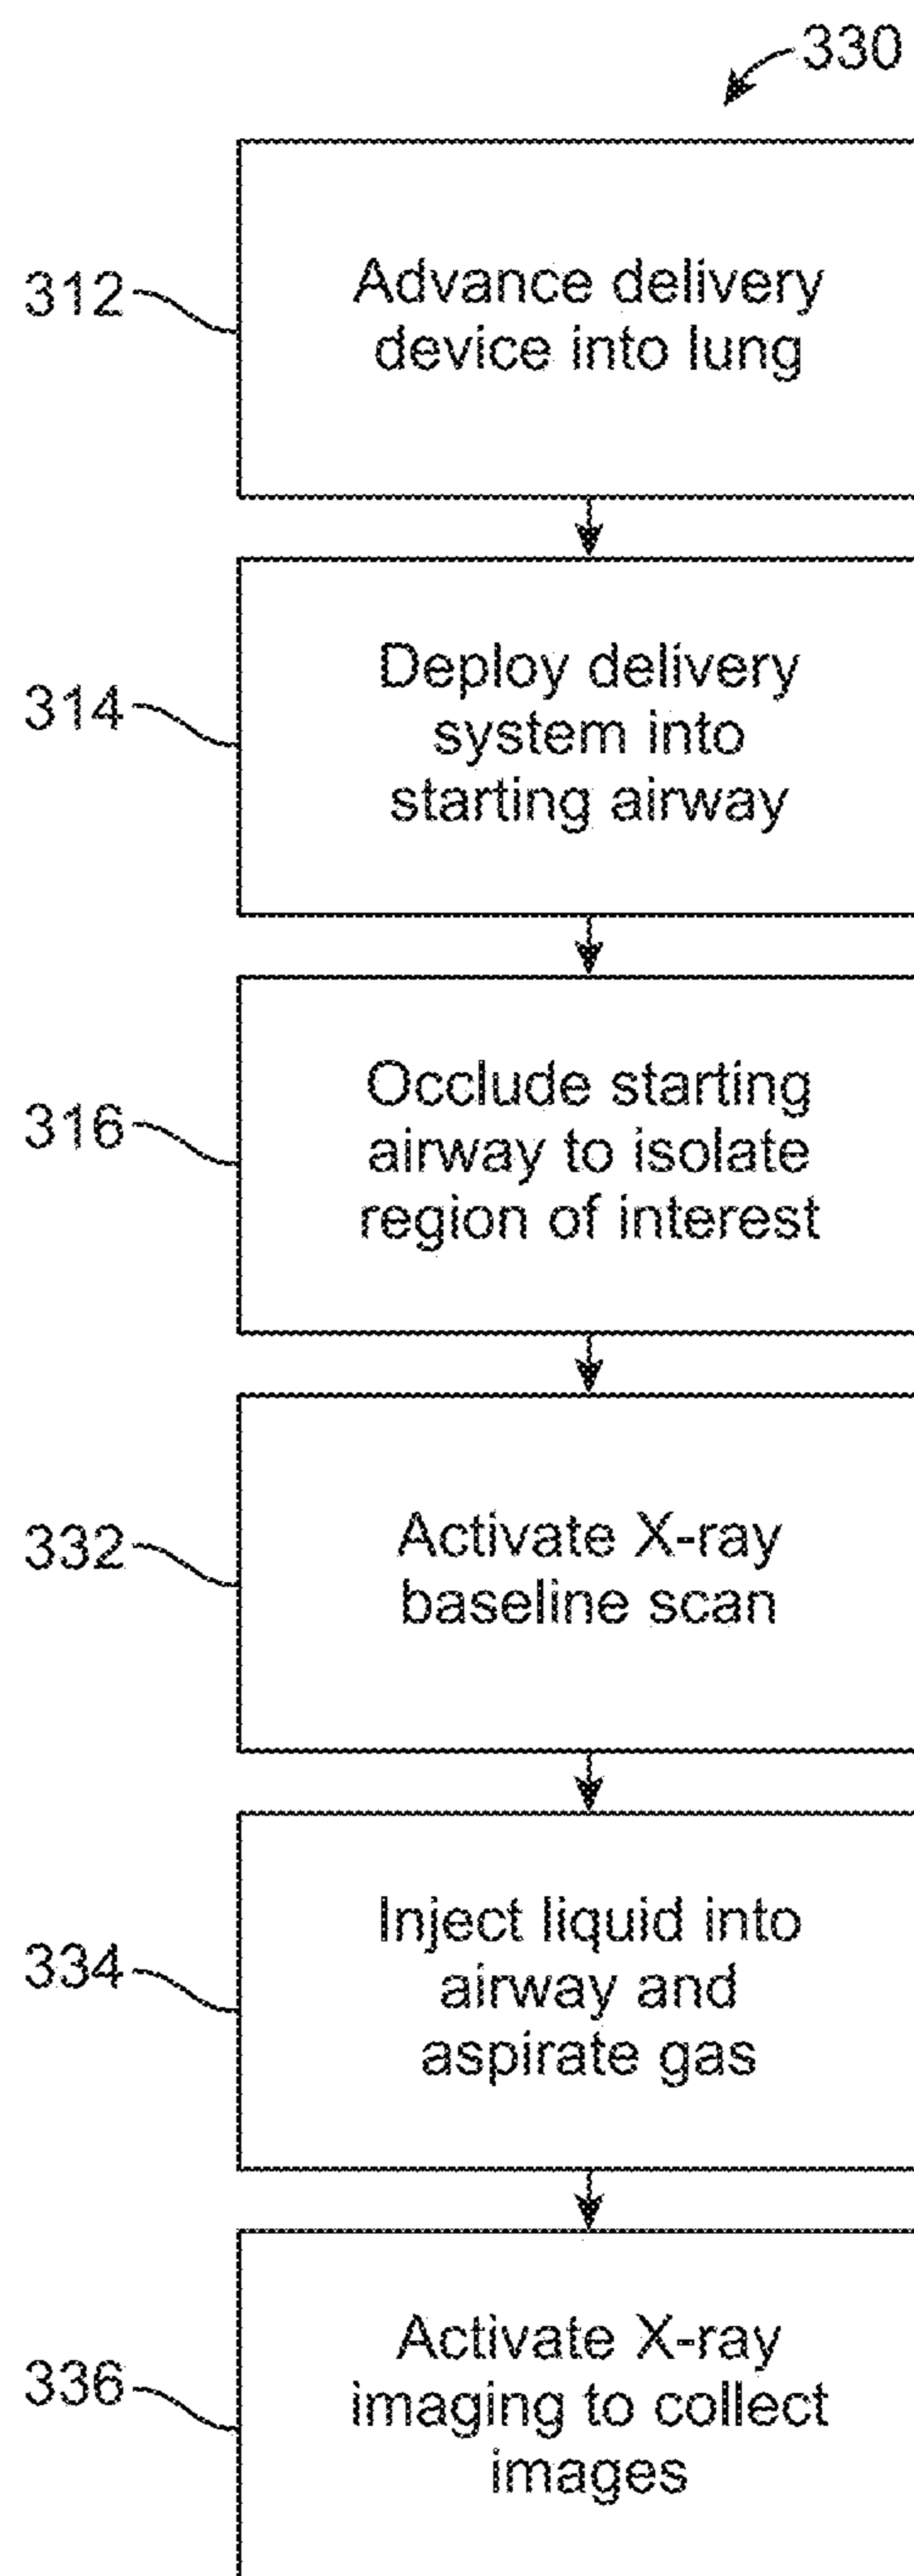 330
312
Advance delivery
device into lung
314
Deploy delivery
system into
starting airway
316
Occlude starting
airway to isolate
region of interest
332
Activate X-ray
baseline scan
334
Inject liquid into
airway and
aspirate gas
336
Activate X-ray
imaging to collect
images